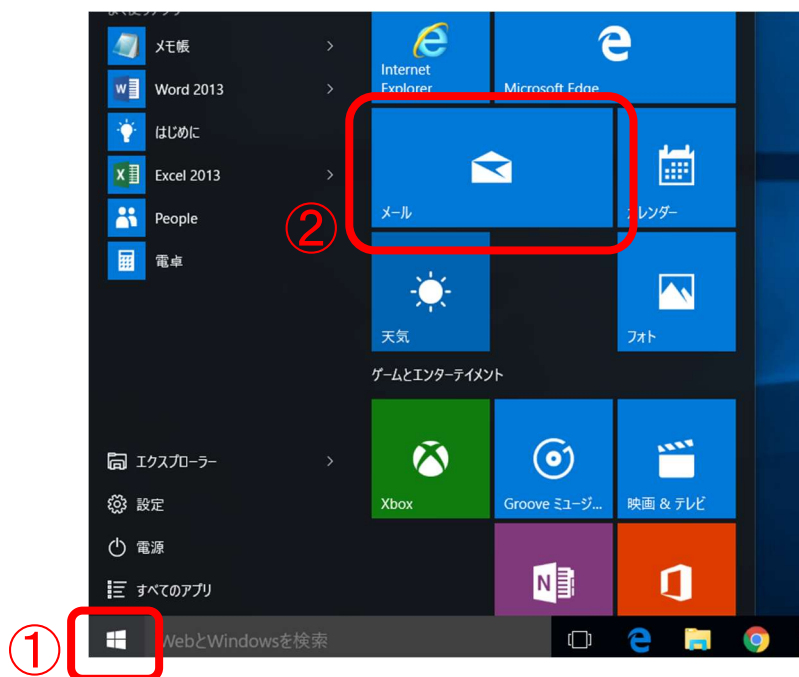 メモ帳
Word 2013
はじめに
Excel 2013
People
電卓
エクスプローラー
設定
電源
すべてのアプリ
Internet
Explorer
Microsoft Edge
メール
カレンダー
天気
フォト
ゲームとエンターテイメント
Xbox
Groove ミュージ...
映画 & テレビ
②
①
WebとWindowsを検索